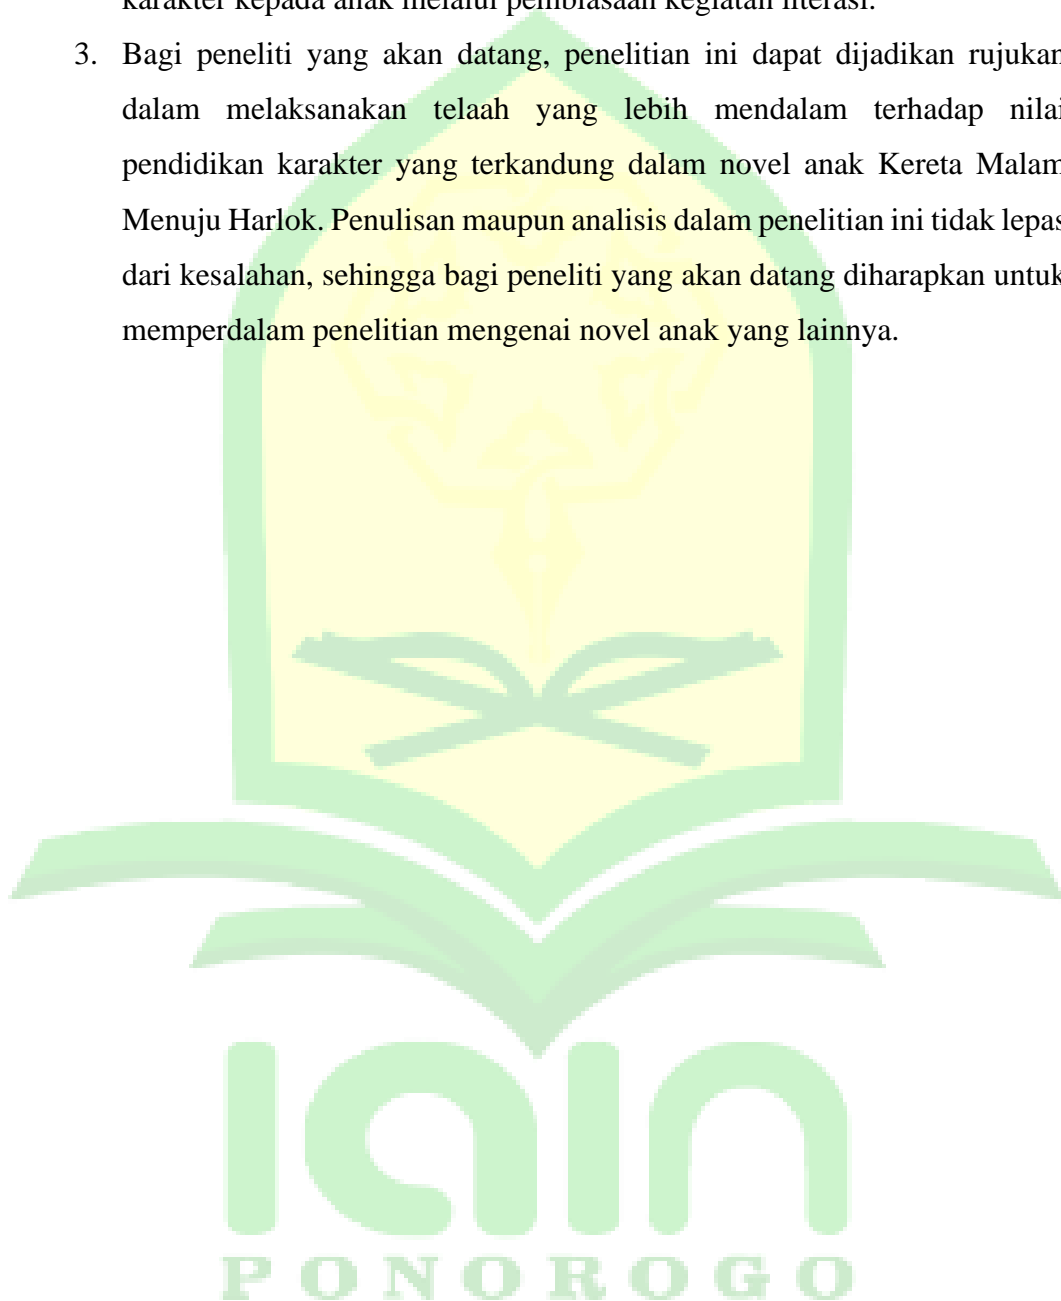 karakter kepada anak melalui pembiasaan kegiatan literasi.
3. Bagi peneliti yang akan datang, penelitian ini dapat dijadikan rujukan
dalam melaksanakan telaah yang lebih mendalam terhadap nilai
pendidikan karakter yang terkandung dalam novel anak Kereta Malam
Menuju Harlok. Penulisan maupun analisis dalam penelitian ini tidak lepas
dari kesalahan, sehingga bagi peneliti yang akan datang diharapkan untuk
memperdalam penelitian mengenai novel anak yang lainnya.
iain
PONOROGO